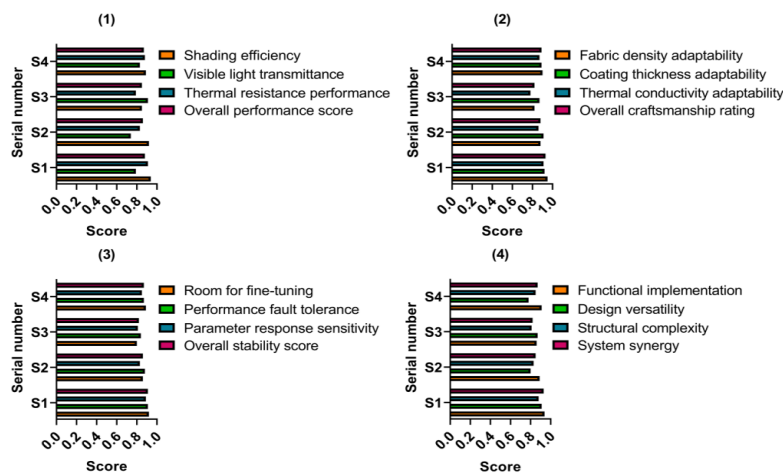 (1)
Serial number
S4
S3
S2
S1
0.0 0.2 0.4 0.6 0.8 1.0
Score
Shading efficiency
Visible light transmittance
Thermal resistance performance
Overall performance score
(2)
Serial number
S4
S3
S2
S1
0.0 0.2 0.4 0.6 0.8 1.0
Score
Fabric density adaptability
Coating thickness adaptability
Thermal conductivity adaptability
Overall craftsmanship rating
(3)
Serial number
S4
S3
S2
S1
0.0 0.2 0.4 0.6 0.8 1.0
Score
Room for fine-tuning
Performance fault tolerance
Parameter response sensitivity
Overall stability score
(4)
Serial number
S4
S3
S2
S1
0.0 0.2 0.4 0.6 0.8 1.0
Score
Functional implementation
Design versatility
Structural complexity
System synergy